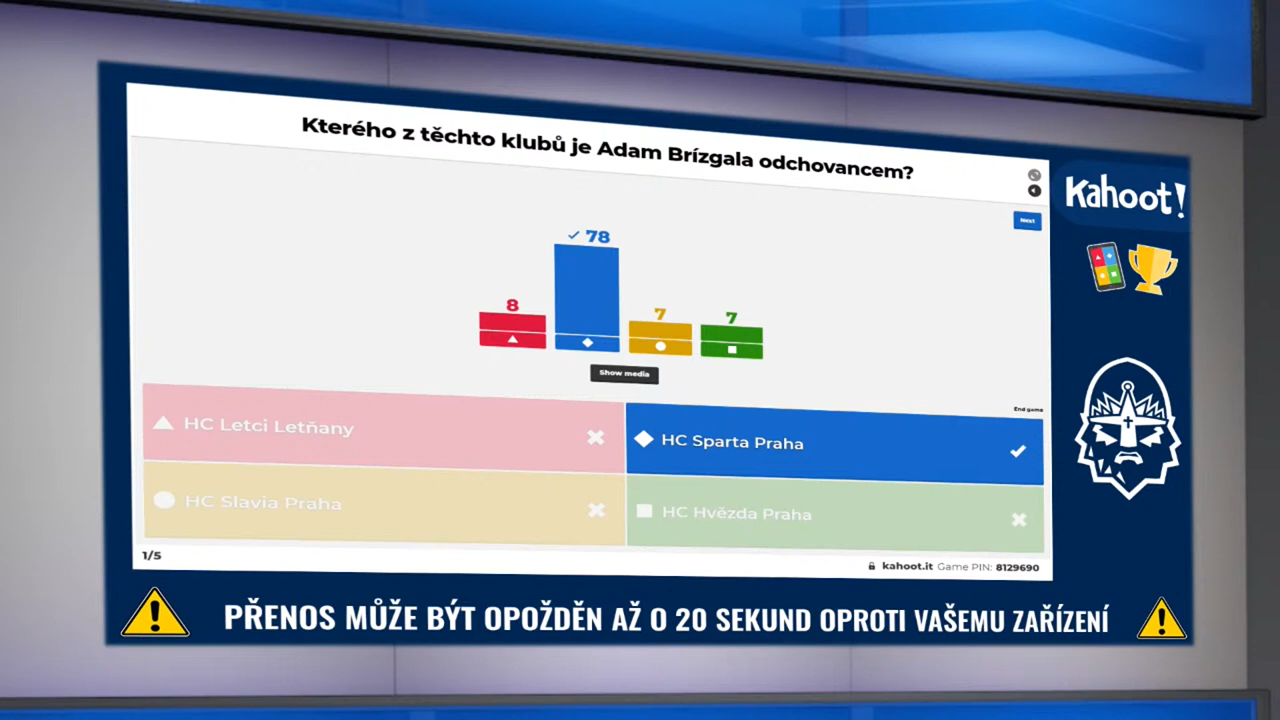 Kterého z těchto klubů je Adam Brízgala odchovancem?
Kahoot!
Next
78
8
7
7
Show media
End game
HC Letci Letňany
HC Sparta Praha
HC Slavia Praha
HC Hvězda Praha
1/5
kahoot.it Game PIN: 8129690
PŘENOS MŮŽE BÝT OPOŽDĚN AŽ O 20 SEKUND OPROTI VAŠEMU ZAŘÍZENÍ